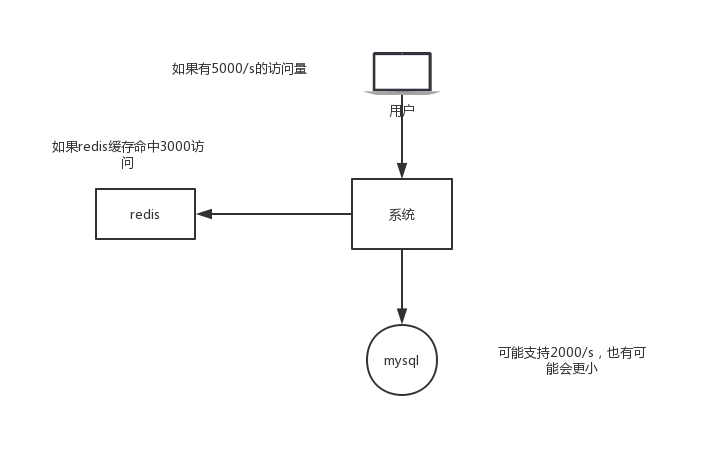 如果有5000/s的访问量
用户
如果redis缓存命中3000访
问
redis
系统
mysql
可能支持2000/s，也有可
能会更小